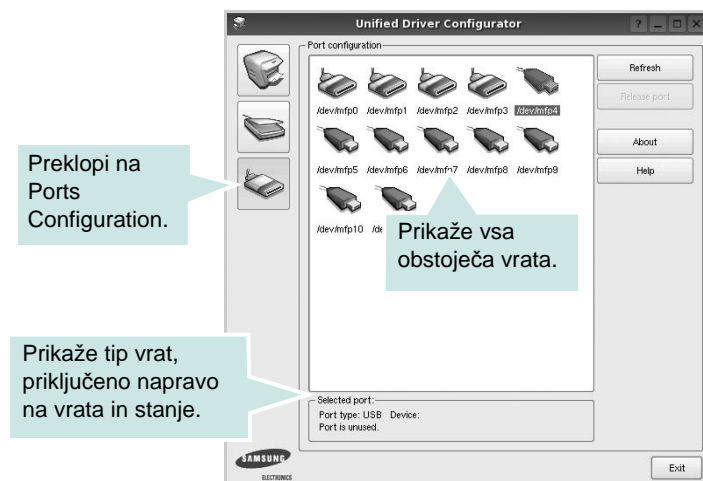 Unified Driver Configurator
Port configuration
/dev/mfp0 /dev/mfp1 /dev/mfp2 /dev/mfp3 /dev/mfp4
/dev/mfp5 /dev/mfp6 /dev/mfp7 /dev/mfp8 /dev/mfp9
/dev/mfp10
Refresh
Release port
About
Help
Preklopi na
Ports
Configuration.
Prikaže vsa
obstoječa vrata.
Prikaže tip vrat,
priključeno napravo
na vrata in stanje.
Selected port:
Port type: USB Device:
Port is unused.
SAMSUNG
ELECTRONICS
Exit